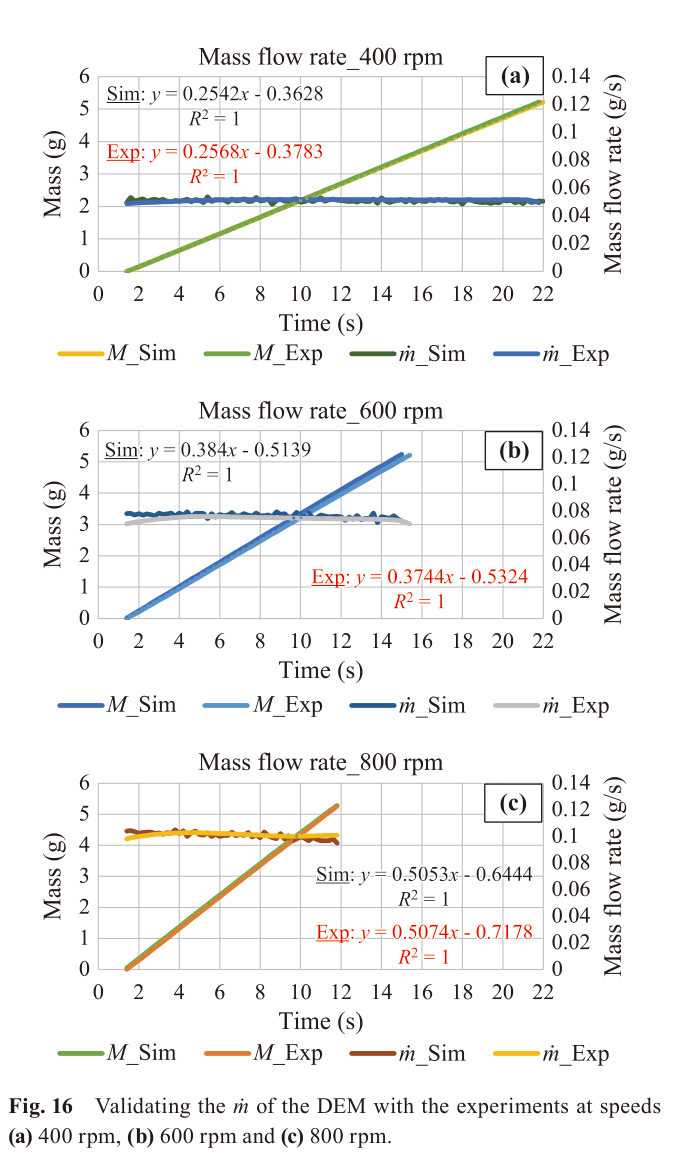 Mass flow rate_400 rpm
(a)
Sim: y = 0.2542x - 0.3628
R² = 1
Exp: y = 0.2568x - 0.3783
R² = 1
Mass (g)
6
5
4
3
2
1
0
0.14
0.12
0.1
0.08
0.06
0.04
0.02
0
Mass flow rate (g/s)
0 2 4 6 8 10 12 14 16 18 20 22
Time (s)
M_Sim M_Exp ṁ_Sim ṁ_Exp
Mass flow rate_600 rpm
(b)
Sim: y = 0.384x - 0.5139
R² = 1
Exp: y = 0.3744x - 0.5324
R² = 1
Mass (g)
6
5
4
3
2
1
0
0.14
0.12
0.1
0.08
0.06
0.04
0.02
0
Mass flow rate (g/s)
0 2 4 6 8 10 12 14 16 18 20 22
Time (s)
M_Sim M_Exp ṁ_Sim ṁ_Exp
Mass flow rate_800 rpm
(c)
Sim: y = 0.5053x - 0.6444
R² = 1
Exp: y = 0.5074x - 0.7178
R² = 1
Mass (g)
6
5
4
3
2
1
0
0.14
0.12
0.1
0.08
0.06
0.04
0.02
0
Mass flow rate (g/s)
0 2 4 6 8 10 12 14 16 18 20 22
Time (s)
M_Sim M_Exp ṁ_Sim ṁ_Exp
Fig. 16 Validating the ṁ of the DEM with the experiments at speeds
(a) 400 rpm, (b) 600 rpm and (c) 800 rpm.